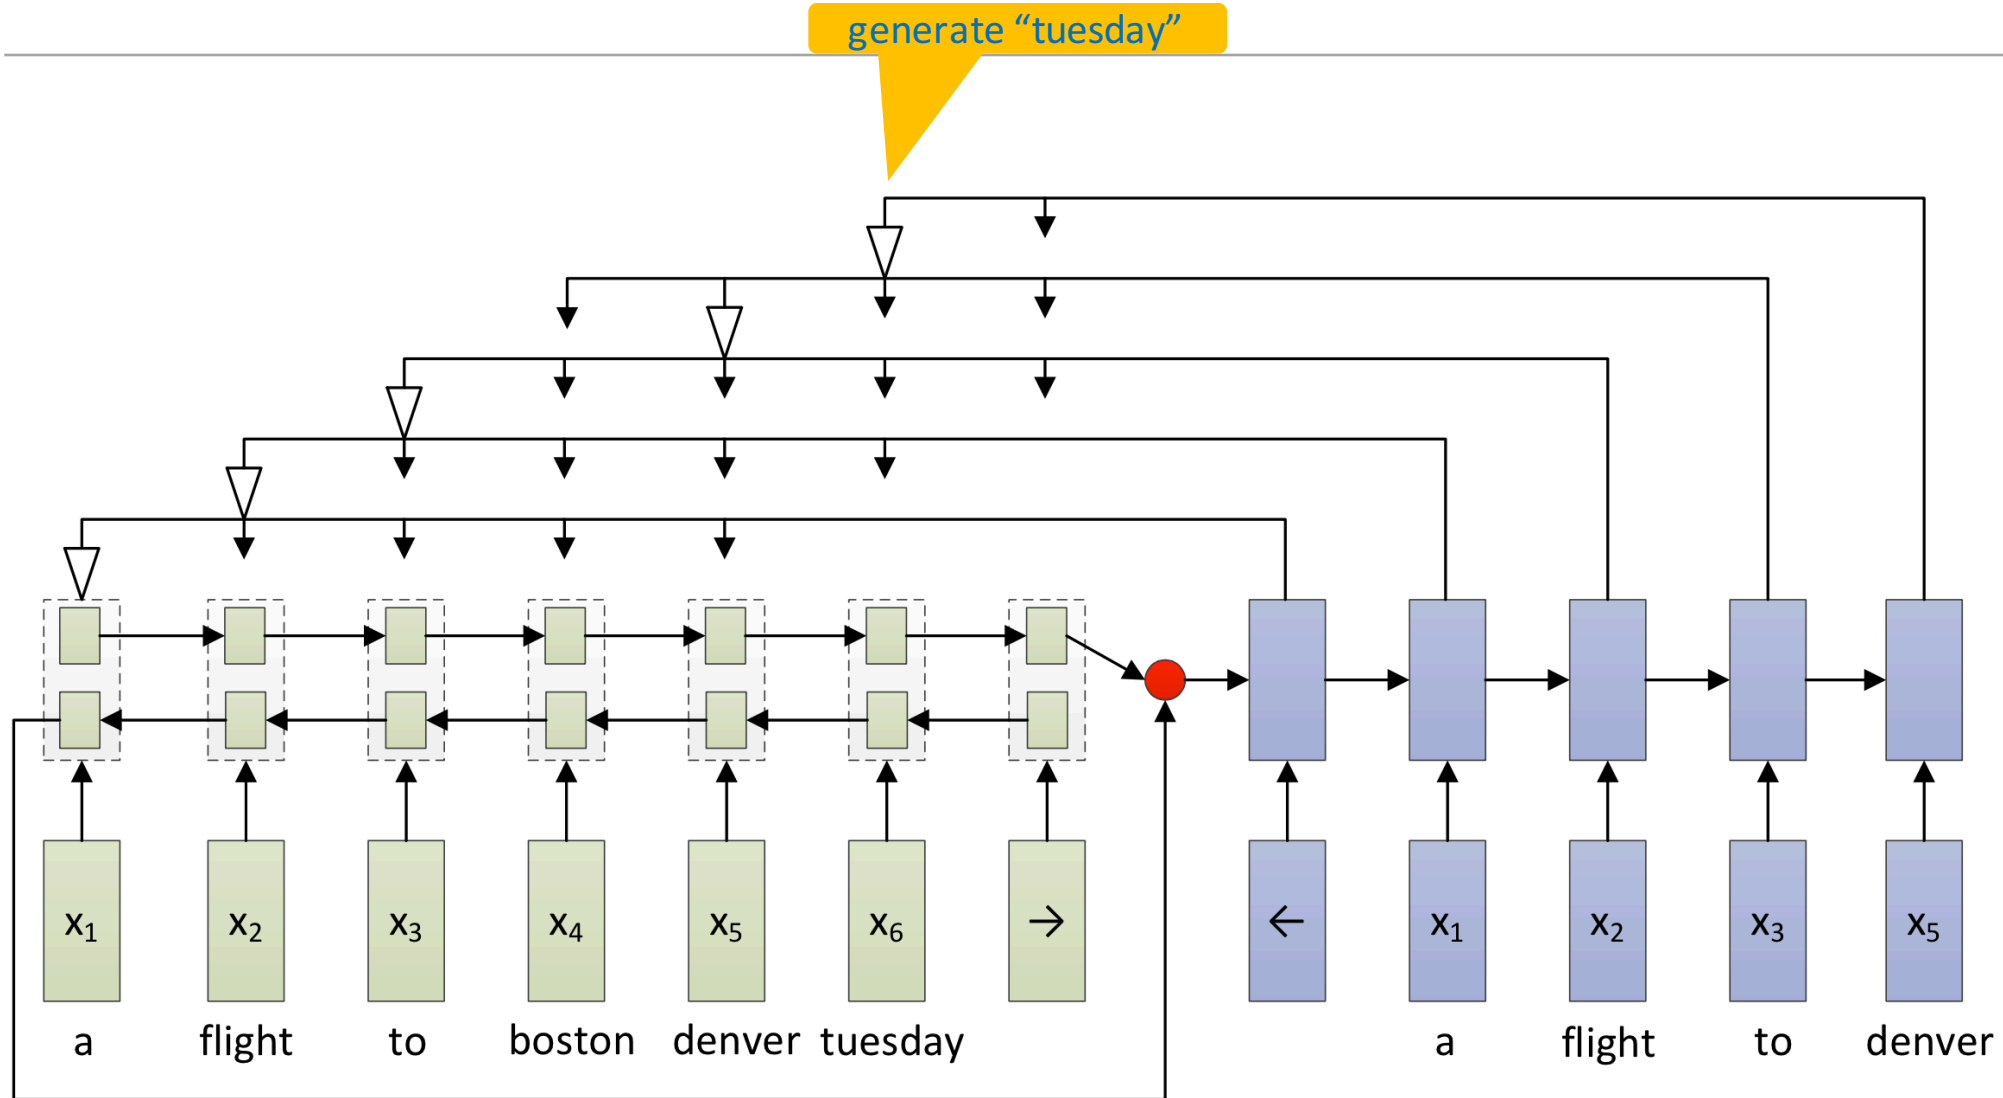 generate “tuesday”
x₁ x₂ x₃ x₄ x₅ x₆ → ← x₁ x₂ x₃ x₅
a flight to boston denver tuesday a flight to denver